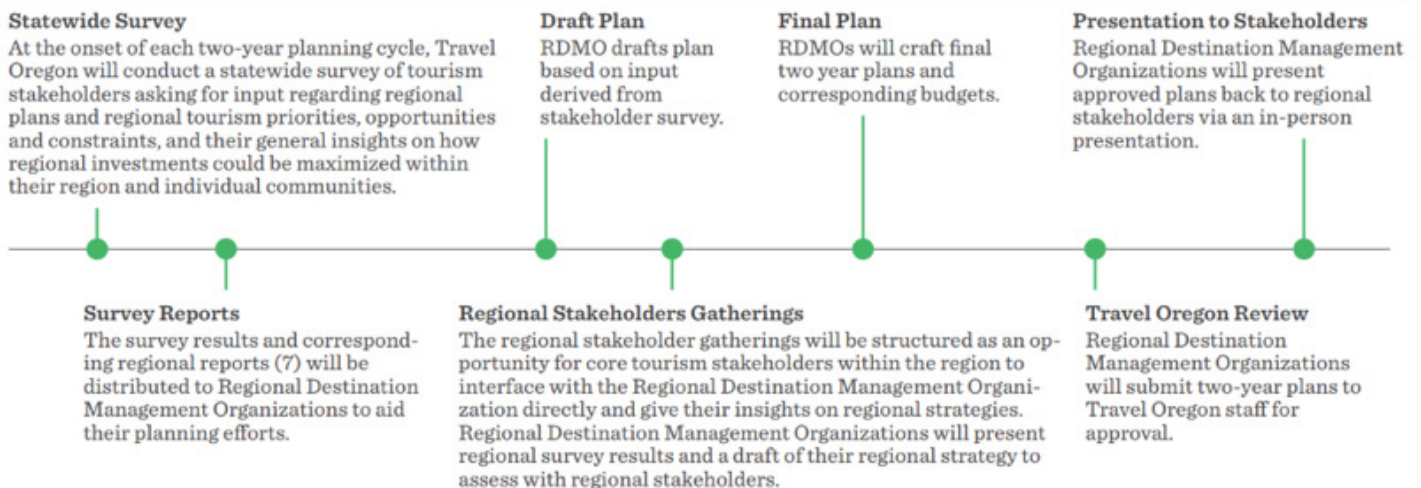 Statewide Survey
At the onset of each two-year planning cycle, Travel
Oregon will conduct a statewide survey of tourism
stakeholders asking for input regarding regional
plans and regional tourism priorities, opportunities
and constraints, and their general insights on how
regional investments could be maximized within
their region and individual communities.
Draft Plan
RDMO drafts plan
based on input
derived from
stakeholder survey.
Final Plan
RDMOs will craft final
two year plans and
corresponding budgets.
Presentation to Stakeholders
Regional Destination Management
Organizations will present
approved plans back to regional
stakeholders via an in-person
presentation.
Survey Reports
The survey results and correspond-
ing regional reports (7) will be
distributed to Regional Destination
Management Organizations to aid
their planning efforts.
Regional Stakeholders Gatherings
The regional stakeholder gatherings will be structured as an op-
portunity for core tourism stakeholders within the region to
interface with the Regional Destination Management Organi-
zation directly and give their insights on regional strategies.
Regional Destination Management Organizations will present
regional survey results and a draft of their regional strategy to
assess with regional stakeholders.
Travel Oregon Review
Regional Destination
Management Organizations
will submit two-year plans to
Travel Oregon staff for
approval.